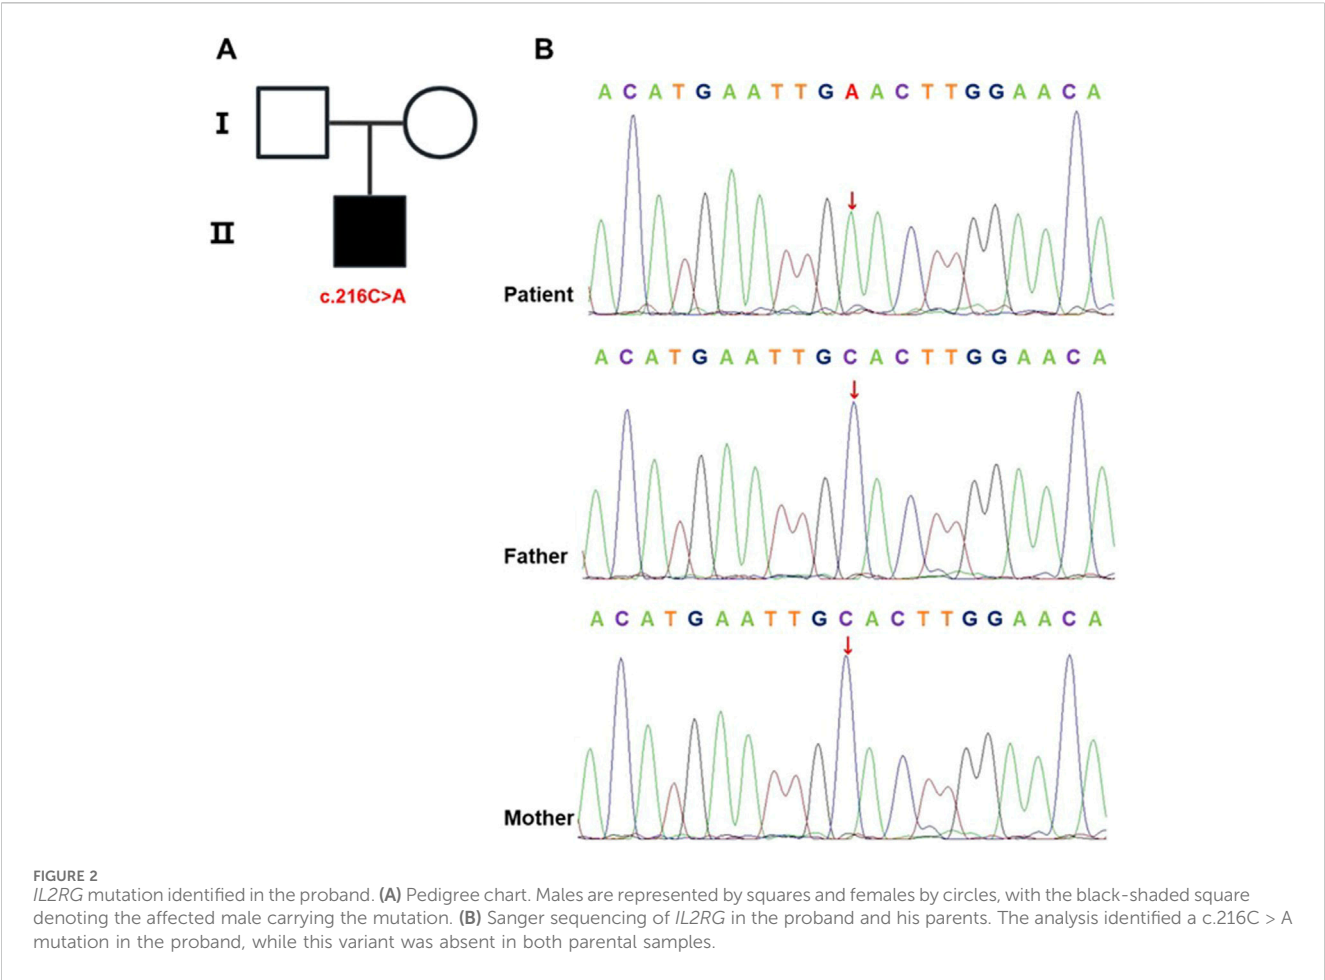 A
B
I
II
c.216C>A
A C A T G A A T T G A A C T T G G A A C A
Patient
A C A T G A A T T G C A C T T G G A A C A
Father
A C A T G A A T T G C A C T T G G A A C A
Mother
FIGURE 2
IL2RG mutation identified in the proband. (A) Pedigree chart. Males are represented by squares and females by circles, with the black-shaded square
denoting the affected male carrying the mutation. (B) Sanger sequencing of IL2RG in the proband and his parents. The analysis identified a c.216C > A
mutation in the proband, while this variant was absent in both parental samples.